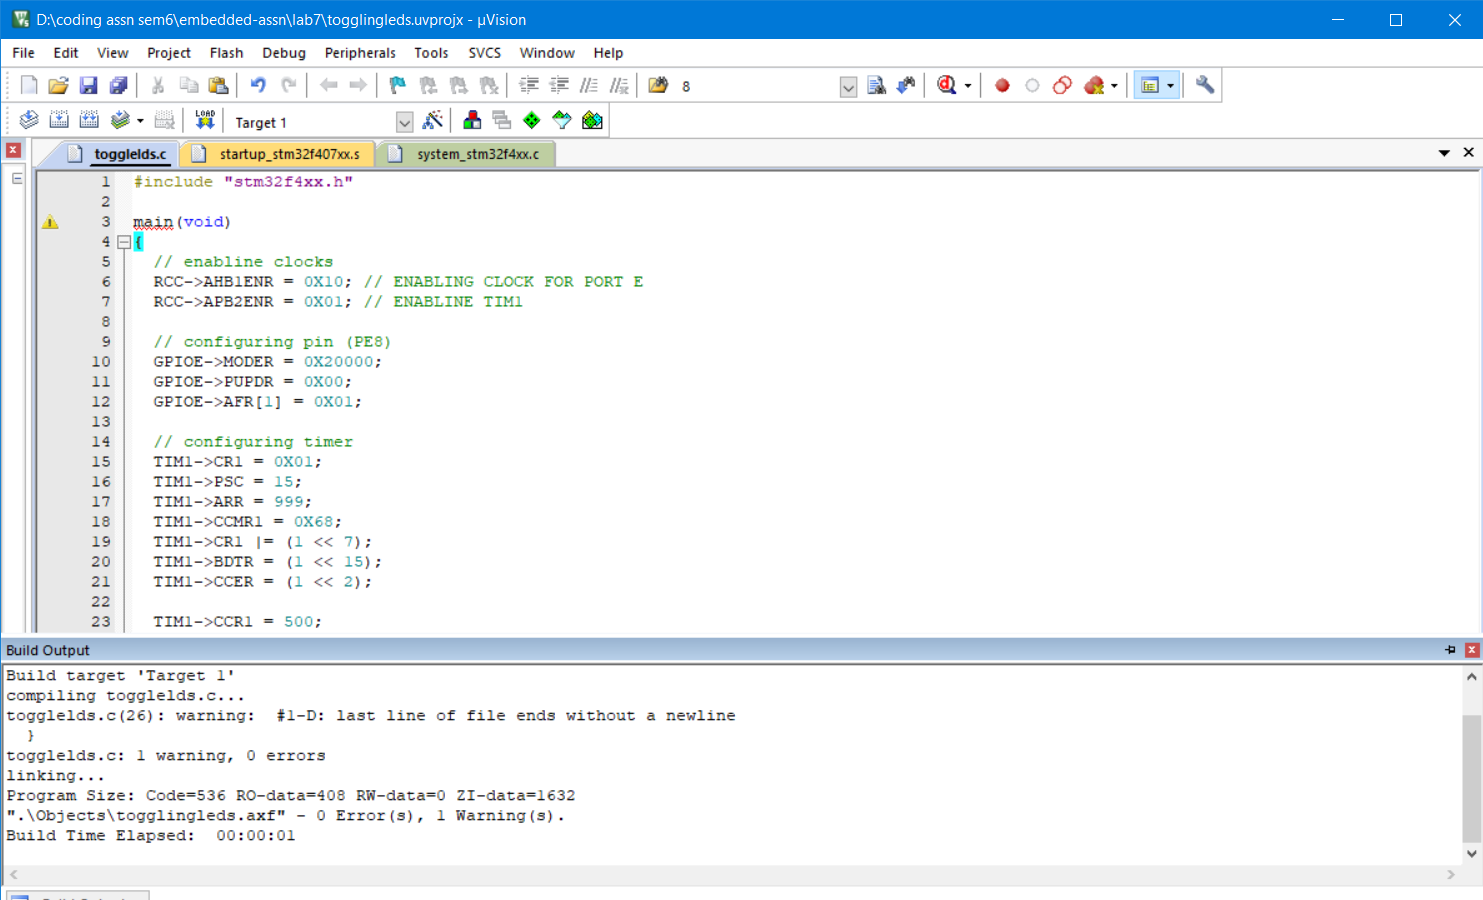 D:\coding assn sem6\embedded-assn\lab7\togglingleds.uvprojx - µVision
File Edit View Project Flash Debug Peripherals Tools SVCS Window Help
8
LOAD Target 1
togglelds.c startup_stm32f407xx.s system_stm32f4xx.c
1 #include "stm32f4xx.h"
2
3 main(void)
4 {
5 // enabline clocks
6 RCC->AHB1ENR = 0X10; // ENABLING CLOCK FOR PORT E
7 RCC->APB2ENR = 0X01; // ENABLINE TIM1
8
9 // configuring pin (PE8)
10 GPIOE->MODER = 0X20000;
11 GPIOE->PUPDR = 0X00;
12 GPIOE->AFR[1] = 0X01;
13
14 // configuring timer
15 TIM1->CR1 = 0X01;
16 TIM1->PSC = 15;
17 TIM1->ARR = 999;
18 TIM1->CCMR1 = 0X68;
19 TIM1->CR1 |= (1 << 7);
20 TIM1->BDTR = (1 << 15);
21 TIM1->CCER = (1 << 2);
22
23 TIM1->CCR1 = 500;
Build Output
Build target 'Target 1'
compiling togglelds.c...
togglelds.c(26): warning:  #1-D: last line of file ends without a newline
}
togglelds.c: 1 warning, 0 errors
linking...
Program Size: Code=536 RO-data=408 RW-data=0 ZI-data=1632
".\Objects\togglingleds.axf" - 0 Error(s), 1 Warning(s).
Build Time Elapsed:  00:00:01